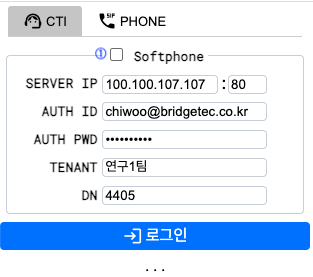 CTI PHONE
① Softphone
SERVER IP 100.100.107.107 : 80
AUTH ID chiwoo@bridgetec.co.kr
AUTH PWD ••••••••••
TENANT 연구1팀
DN 4405
로그인
...